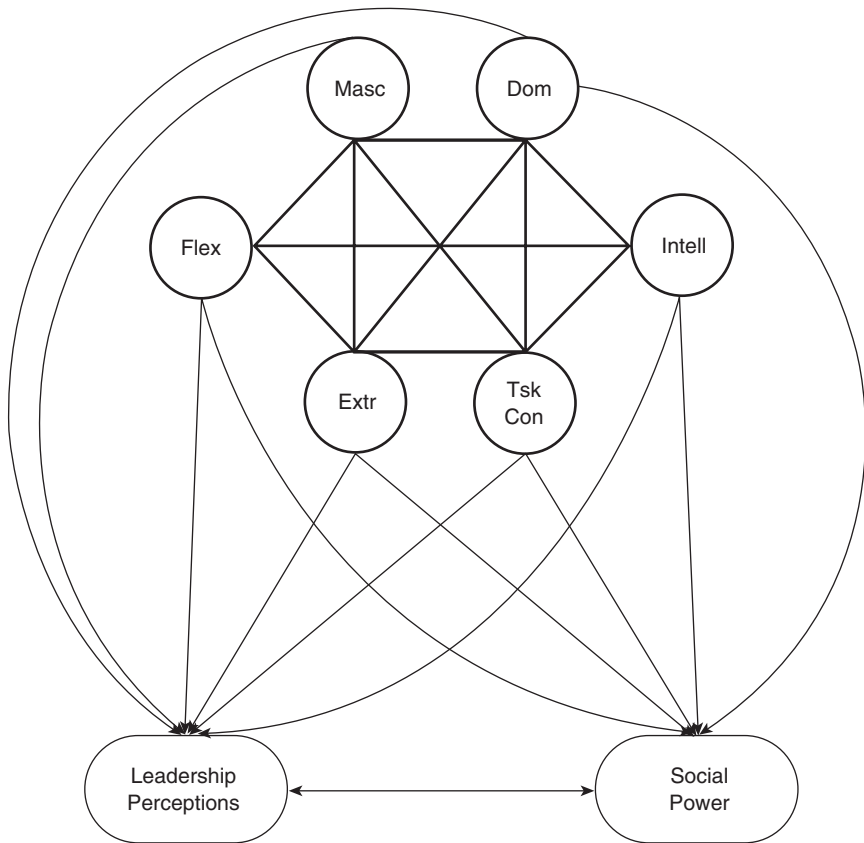 Masc
Dom
Flex
Intell
Extr
Tsk
Con
Leadership
Perceptions
Social
Power